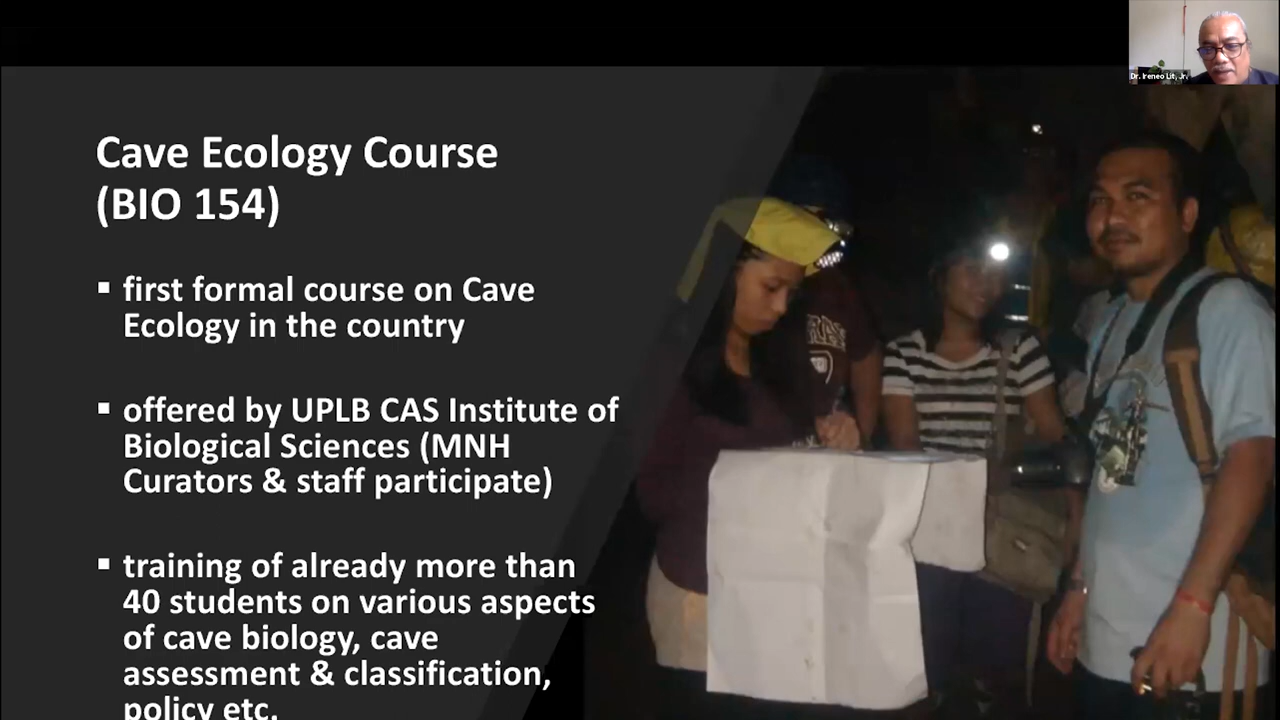 Dr. Ireneo Lit, Jr.
Cave Ecology Course
(BIO 154)
▪ first formal course on Cave
Ecology in the country
▪ offered by UPLB CAS Institute of
Biological Sciences (MNH
Curators & staff participate)
▪ training of already more than
40 students on various aspects
of cave biology, cave
assessment & classification,
policy etc.